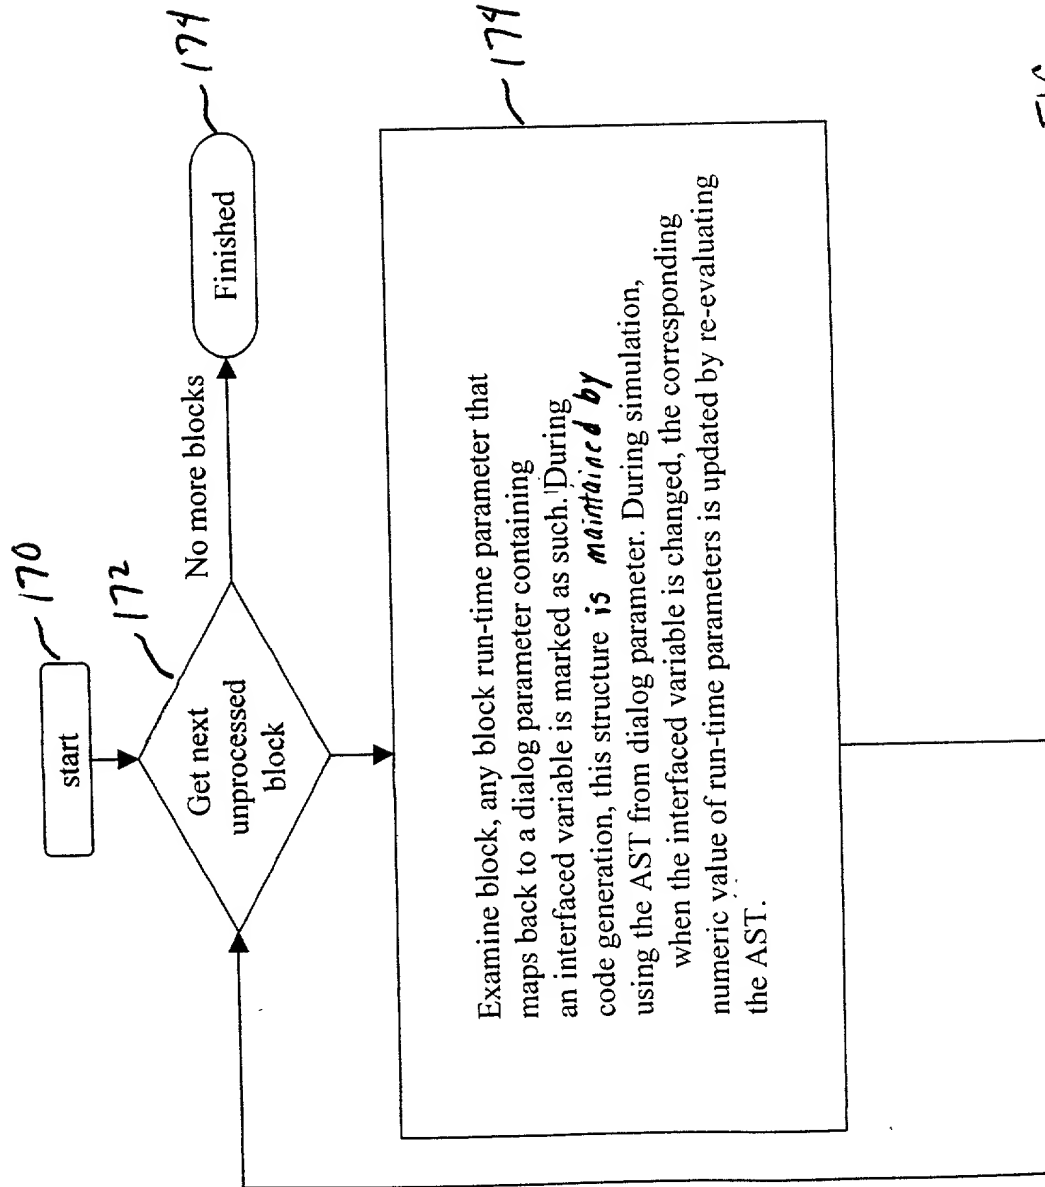 170
start
172
Get next
unprocessed
block
No more blocks
Finished
174
174
Examine block, any block run-time parameter that
maps back to a dialog parameter containing
an interfaced variable is marked as such. During
code generation, this structure is maintained by
using the AST from dialog parameter. During simulation,
when the interfaced variable is changed, the corresponding
numeric value of run-time parameters is updated by re-evaluating
the AST.